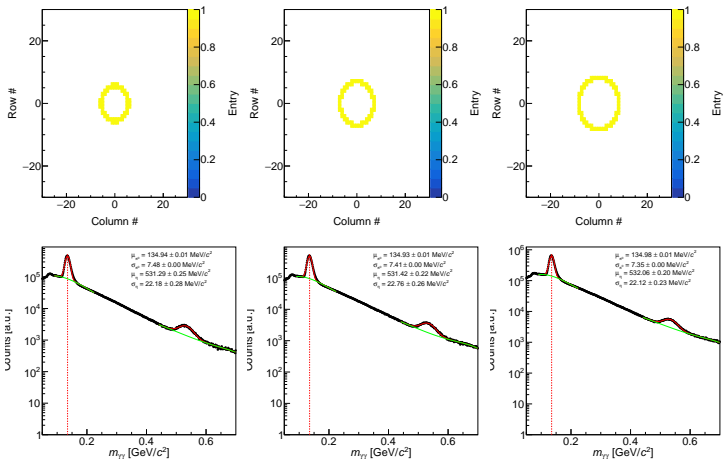 20
0
−20
Row #
−20
0
20
Column #
1
0.8
0.6
0.4
0.2
0
Entry
20
0
−20
Row #
−20
0
20
Column #
1
0.8
0.6
0.4
0.2
0
Entry
20
0
−20
Row #
−20
0
20
Column #
1
0.8
0.6
0.4
0.2
0
Entry
μπ⁰ = 134.94 ± 0.01 MeV/c²
σπ⁰ = 7.48 ± 0.00 MeV/c²
μη = 531.29 ± 0.25 MeV/c²
ση = 22.18 ± 0.28 MeV/c²
10⁵
10⁴
10³
10²
10
1
Counts [a.u.]
0.2
0.4
0.6
mγγ [GeV/c²]
μπ⁰ = 134.93 ± 0.01 MeV/c²
σπ⁰ = 7.41 ± 0.00 MeV/c²
μη = 531.42 ± 0.22 MeV/c²
ση = 22.76 ± 0.26 MeV/c²
10⁵
10⁴
10³
10²
10
1
Counts [a.u.]
0.2
0.4
0.6
mγγ [GeV/c²]
μπ⁰ = 134.98 ± 0.01 MeV/c²
σπ⁰ = 7.35 ± 0.00 MeV/c²
μη = 532.06 ± 0.20 MeV/c²
ση = 22.12 ± 0.23 MeV/c²
10⁶
10⁵
10⁴
10³
10²
10
1
Counts [a.u.]
0.2
0.4
0.6
mγγ [GeV/c²]